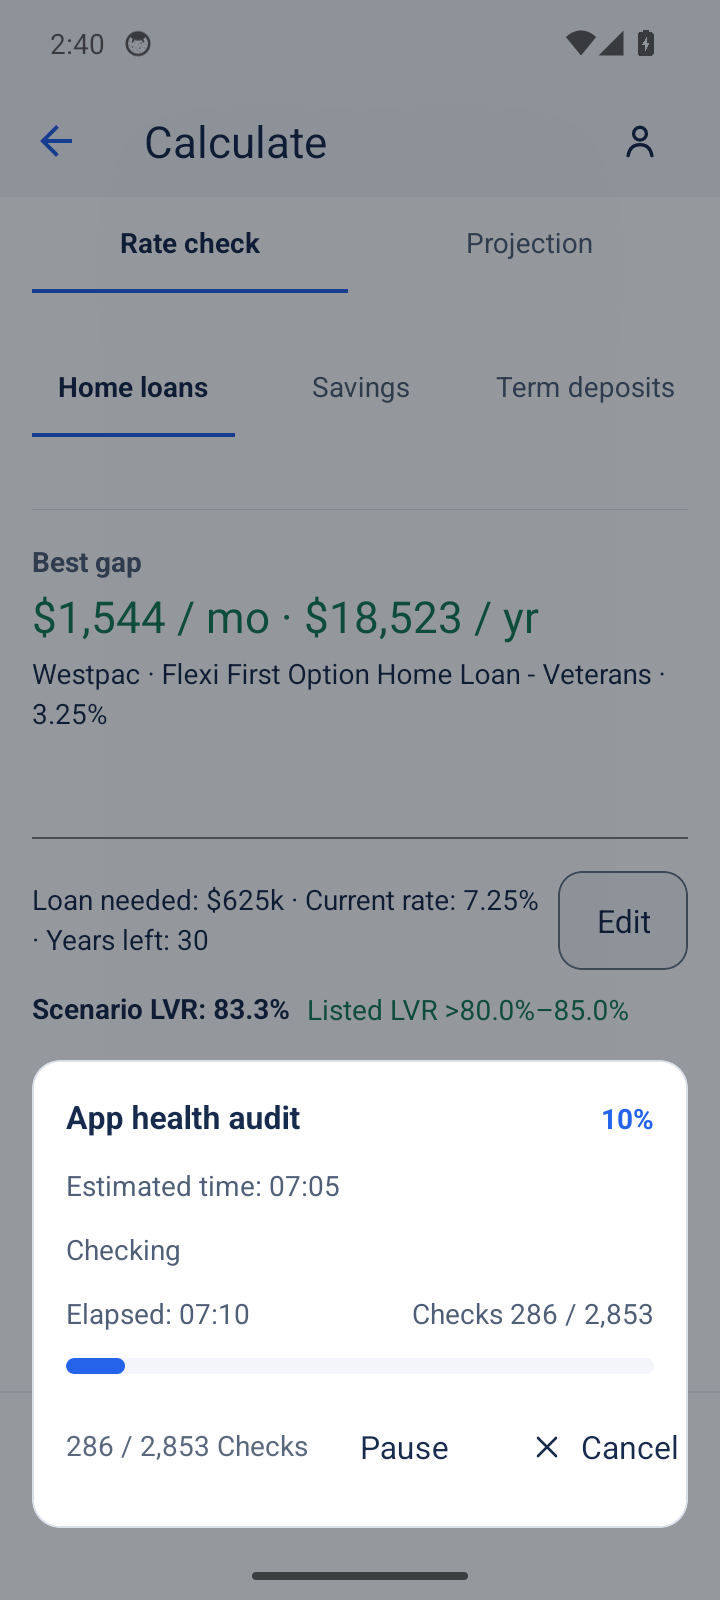 2:40
Calculate
Rate check Projection
Home loans Savings Term deposits
Best gap
$1,544 / mo · $18,523 / yr
Westpac · Flexi First Option Home Loan - Veterans ·
3.25%
Loan needed: $625k · Current rate: 7.25%
· Years left: 30
Edit
Scenario LVR: 83.3% Listed LVR >80.0%–85.0%
App health audit 10%
Estimated time: 07:05
Checking
Elapsed: 07:10 Checks 286 / 2,853
286 / 2,853 Checks Pause Cancel